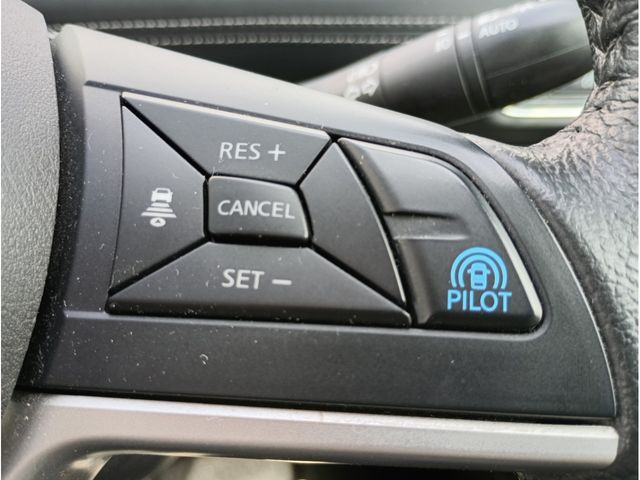 AUTO
RES +
CANCEL
SET −
PILOT